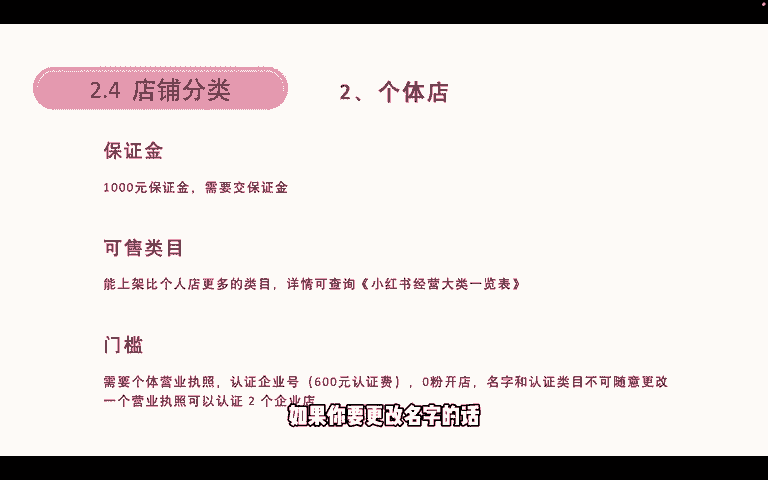 2.4 店铺分类
2、个体店
保证金
1000元保证金，需要交保证金
可售类目
能上架比个人店更多的类目，详情可查询《小红书经营大类一览表》
门槛
需要个体营业执照，认证企业号（600元认证费），0粉开店，名字和认证类目不可随意更改
一个营业执照可以认证 2 个企业店
如果你要更改名字的话